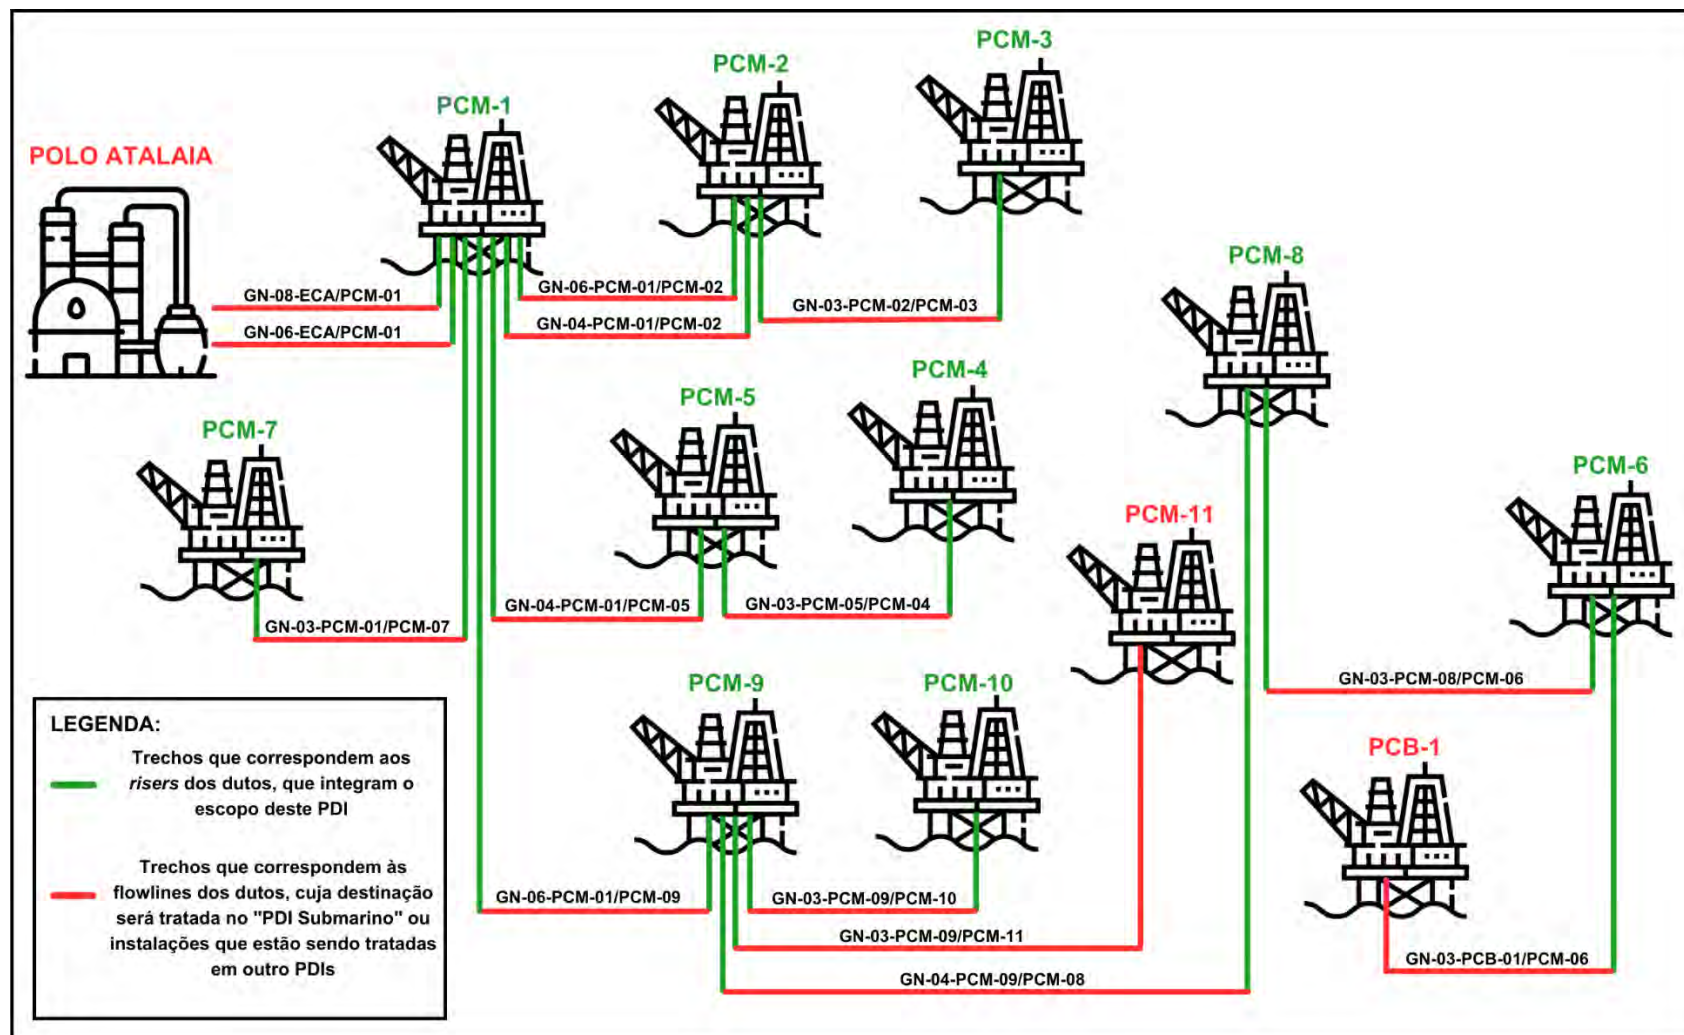 PCM-3
PCM-2
PCM-1
POLO ATALAIA
GN-08-ECA/PCM-01
GN-06-PCM-01/PCM-02
GN-03-PCM-02/PCM-03
GN-06-ECA/PCM-01
GN-04-PCM-01/PCM-02
PCM-8
PCM-4
PCM-5
PCM-7
PCM-6
PCM-11
GN-04-PCM-01/PCM-05
GN-03-PCM-05/PCM-04
GN-03-PCM-01/PCM-07
PCM-9
PCM-10
GN-03-PCM-08/PCM-06
PCB-1
GN-06-PCM-01/PCM-09
GN-03-PCM-09/PCM-10
GN-03-PCM-09/PCM-11
GN-03-PCB-01/PCM-06
GN-04-PCM-09/PCM-08
LEGENDA:
Trechos que correspondem aos
risers dos dutos, que integram o
escopo deste PDI
Trechos que correspondem às
flowlines dos dutos, cuja destinação
será tratada no "PDI Submarino" ou
instalações que estão sendo tratadas
em outro PDIs